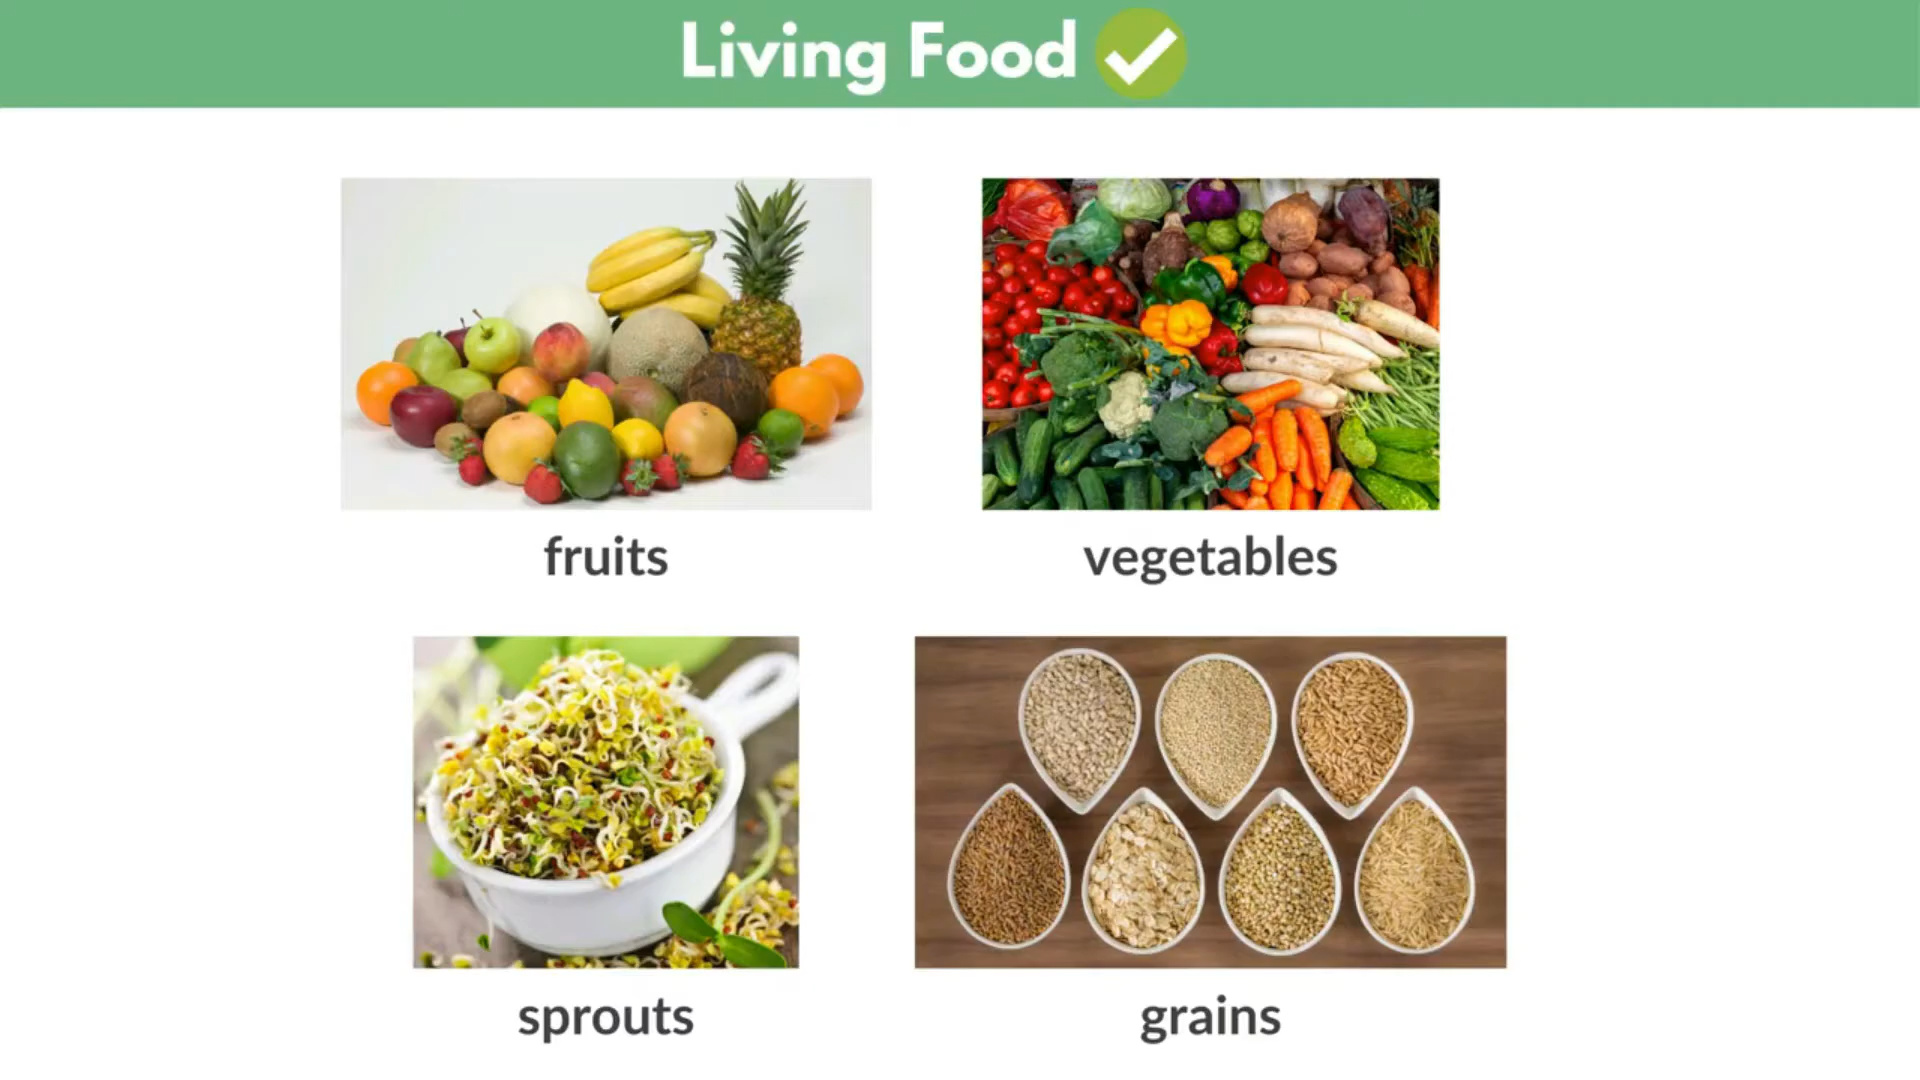 Living Food
fruits
vegetables
sprouts
grains